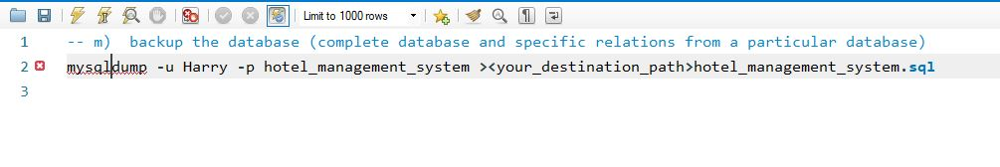 Limit to 1000 rows
1 -- m)  backup the database (complete database and specific relations from a particular database)
2 mysqldump -u Harry -p hotel_management_system ><your_destination_path>hotel_management_system.sql
3